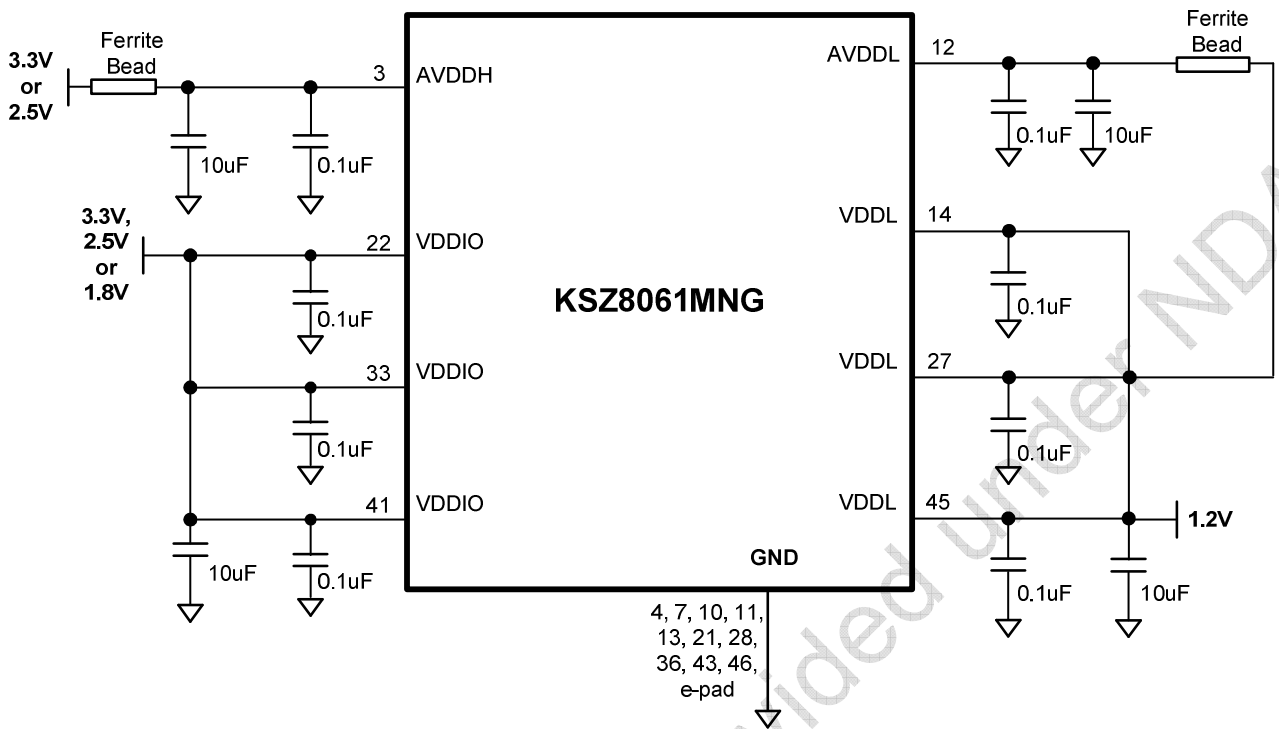 Ferrite
Bead
3.3V
or
2.5V
3
AVDDH
10uF
0.1uF
3.3V,
2.5V
or
1.8V
22
VDDIO
0.1uF
33
VDDIO
0.1uF
41
VDDIO
10uF
0.1uF
KSZ8061MNG
GND
4, 7, 10, 11,
13, 21, 28,
36, 43, 46,
e-pad
AVDDL
12
Ferrite
Bead
0.1uF
10uF
VDDL
14
0.1uF
VDDL
27
0.1uF
VDDL
45
1.2V
0.1uF
10uF
under